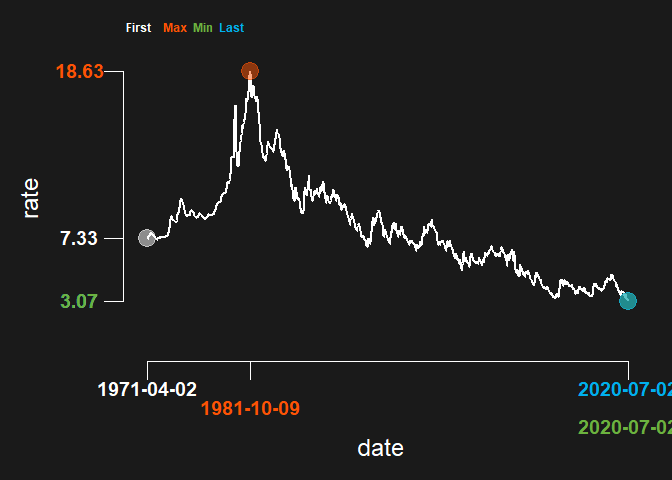 First Max Min Last
18.63
rate
7.33
3.07
1971-04-02
2020-07-02
1981-10-09
2020-07-02
date